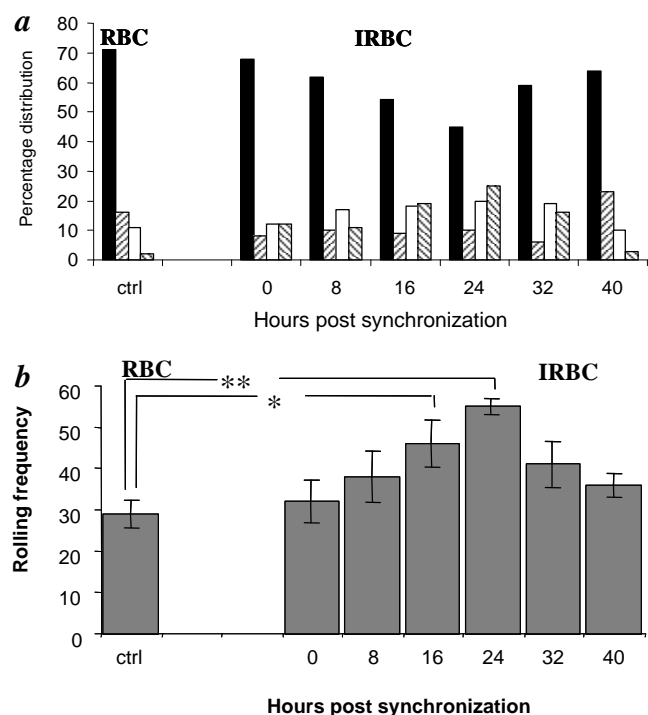 a
RBC IRBC
Percentage distribution
80
70
60
50
40
30
20
10
0
ctrl 0 8 16 24 32 40
Hours post synchronization
b
RBC IRBC
**
*
Rolling frequency
60
50
40
30
20
10
0
ctrl 0 8 16 24 32 40
Hours post synchronization